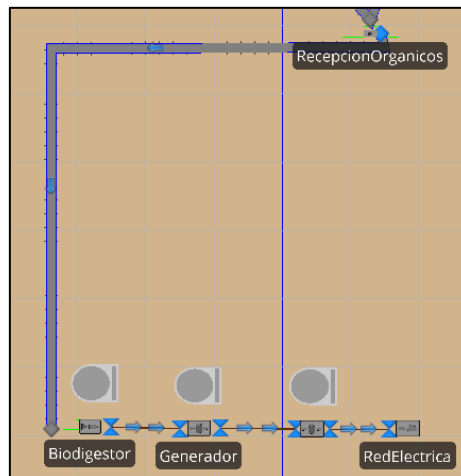 RecepcionOrganicos
Biodigestor
Generador
RedElectrica